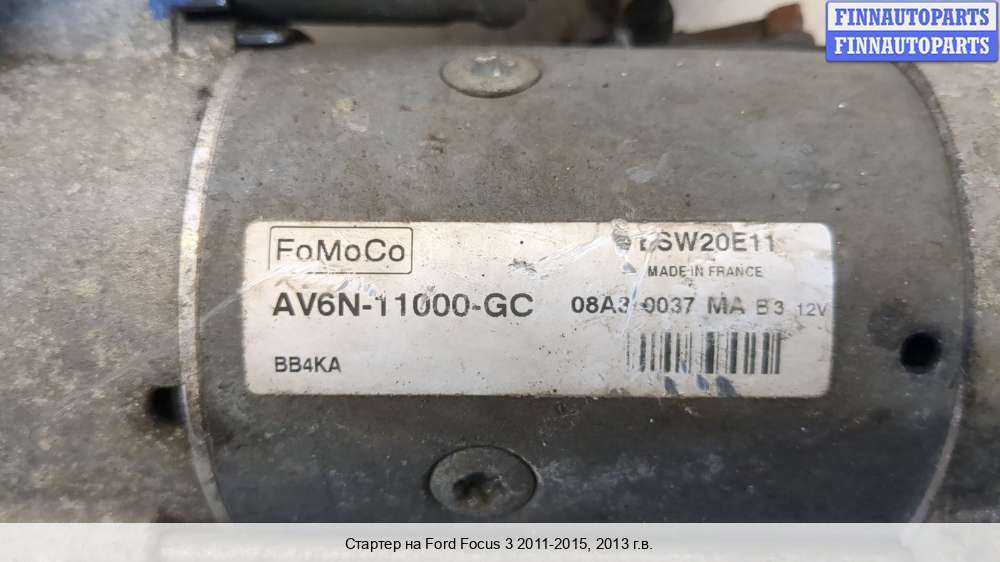 FINNAUTOPARTS
FINNAUTOPARTS
FoMoCo
SW20E11
MADE IN FRANCE
AV6N-11000-GC
MA B3 12V
BB4KA
Стартер на Ford Focus 3 2011-2015, 2013 г.в.